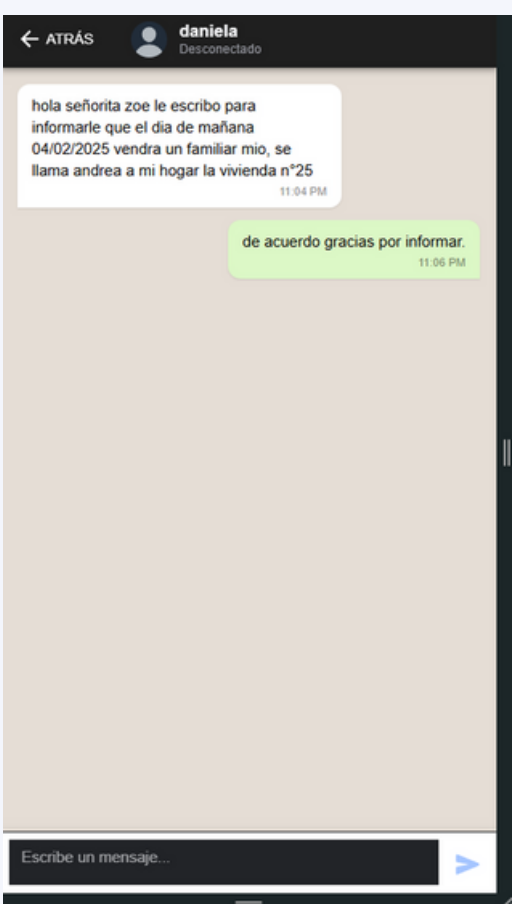 ATRÁS
daniela
Desconectado
hola señorita zoe le escribo para
informarle que el dia de mañana
04/02/2025 vendra un familiar mio, se
llama andrea a mi hogar la vivienda n°25
11:04 PM
de acuerdo gracias por informar.
11:06 PM
Escribe un mensaje...